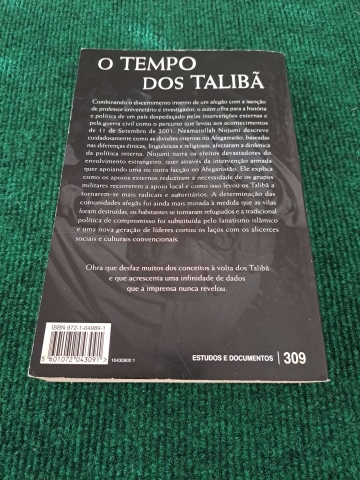 O TEMPO
DOS TALIBÃ
Combinando o discernimento interno de um afegão com a isenção
de professor universitário e investigador, o autor olha para a história
e política de um país despedaçado pelas intervenções externas e
pela guerra civil como o percurso que levou aos acontecimentos
de 11 de Setembro de 2001. Neamatollah Nojumi descreve
cuidadosamente como as divisões internas no Afeganistão, baseadas
nas diferenças étnicas, linguísticas e religiosas, afectaram a dinâmica
da política interna. Nojumi narra os efeitos devastadores do
envolvimento estrangeiro, quer através da intervenção armada
quer apoiando uma ou outra facção no Afeganistão. Ele explica
como os apoios externos reduziram a necessidade de os grupos
militares recorrerem a apoio local e como isso levou os Talibã a
tornarem-se mais radicais e autoritários. A determinação das
comunidades afegãs foi ainda mais minada à medida que as vilas
foram destruídas, os habitantes se tornaram refugiados e a tradicional
política de compromisso foi substituída pelo fanatismo islâmico
e uma nova geração de líderes cortou os laços com os alicerces
sociais e culturais convencionais.
Obra que desfaz muitos dos conceitos à volta dos Talibã
e que acrescenta uma infinidade de dados
que a imprensa nunca revelou.
ISBN 972-1-04989-1
5 601072 043091
10430902 1
ESTUDOS E DOCUMENTOS | 309